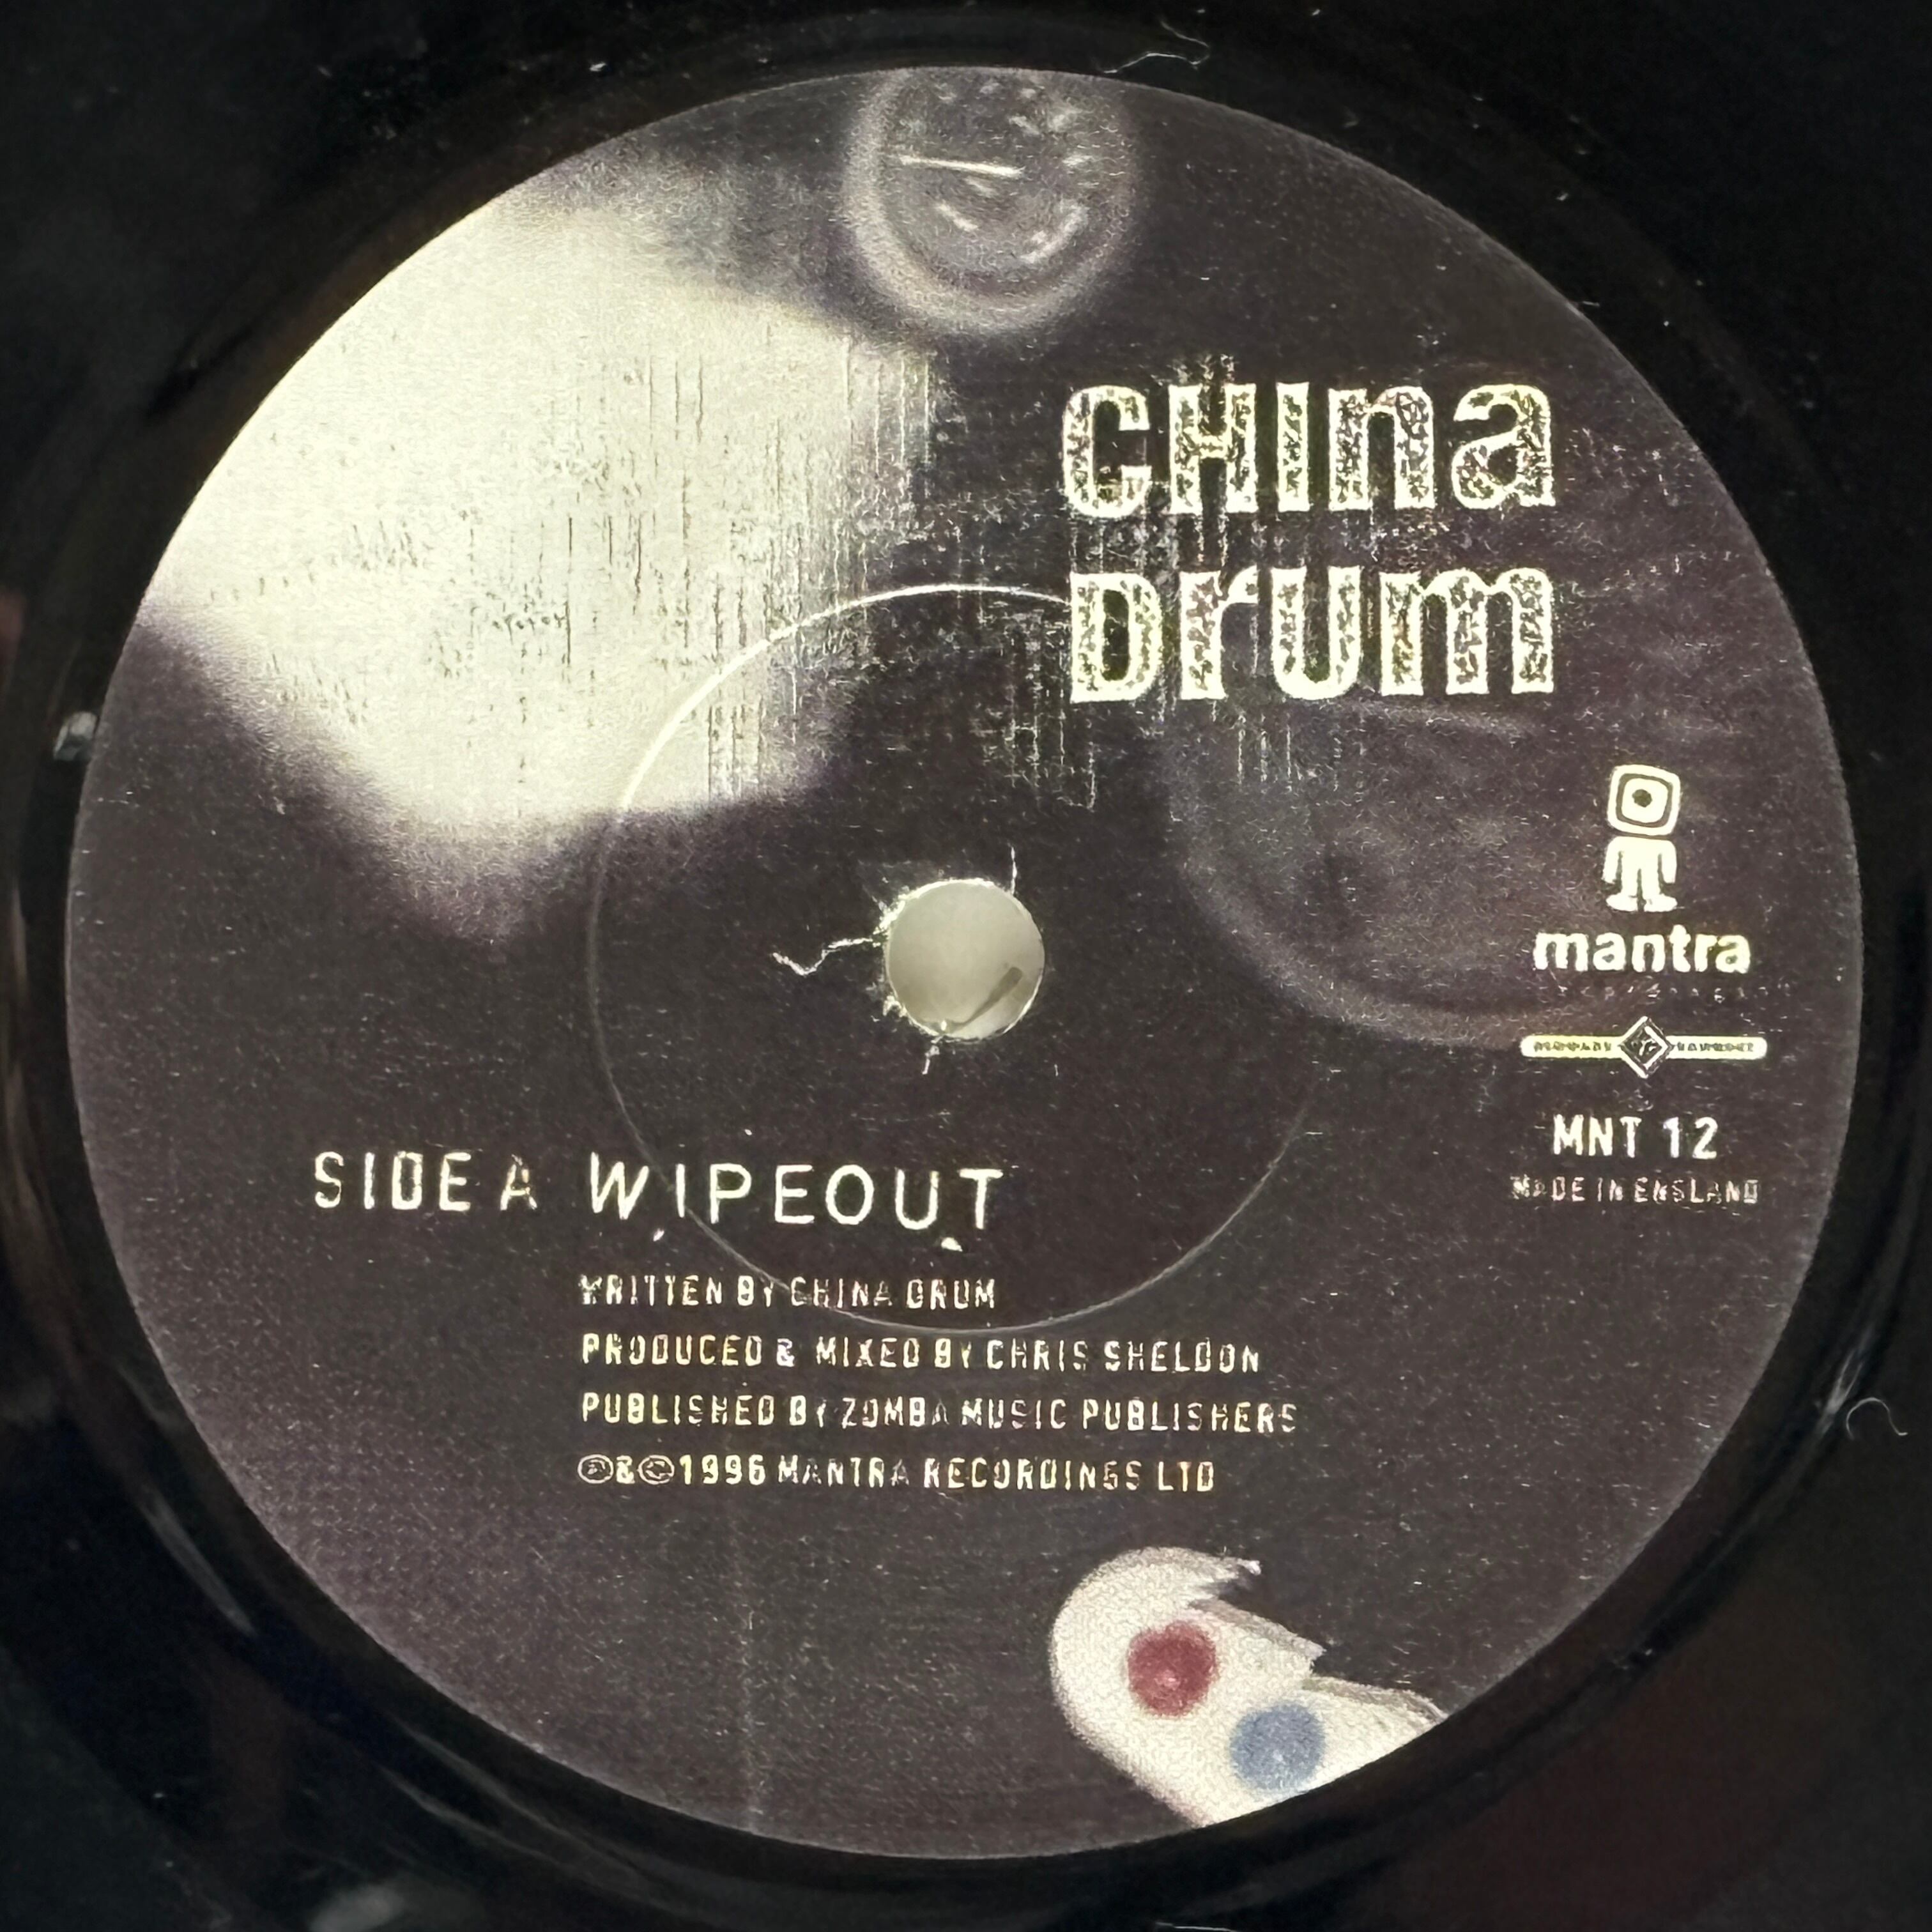 CHINA
DRUM
mantra
MNT 12
MADE IN ENGLAND
SIDE A WIPEOUT
WRITTEN BY CHINA DRUM
PRODUCED & MIXED BY CHRIS SHELDON
PUBLISHED BY ZOMBA MUSIC PUBLISHERS
℗&©1996 MANTRA RECORDINGS LTD